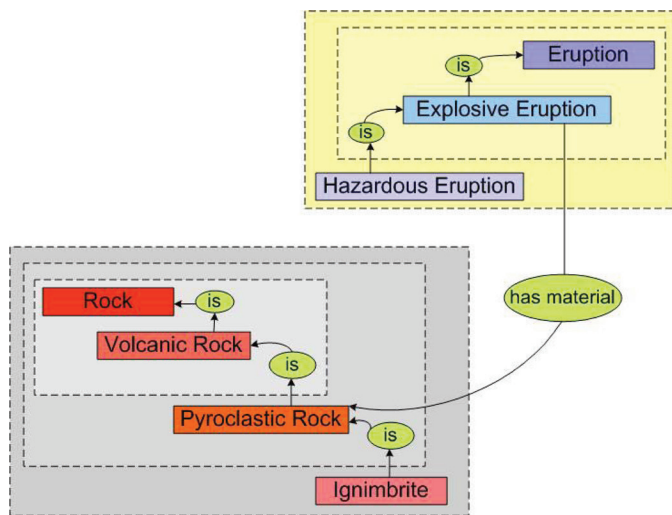 Eruption
is
Explosive Eruption
is
Hazardous Eruption
has material
Rock
is
Volcanic Rock
is
Pyroclastic Rock
is
Ignimbrite